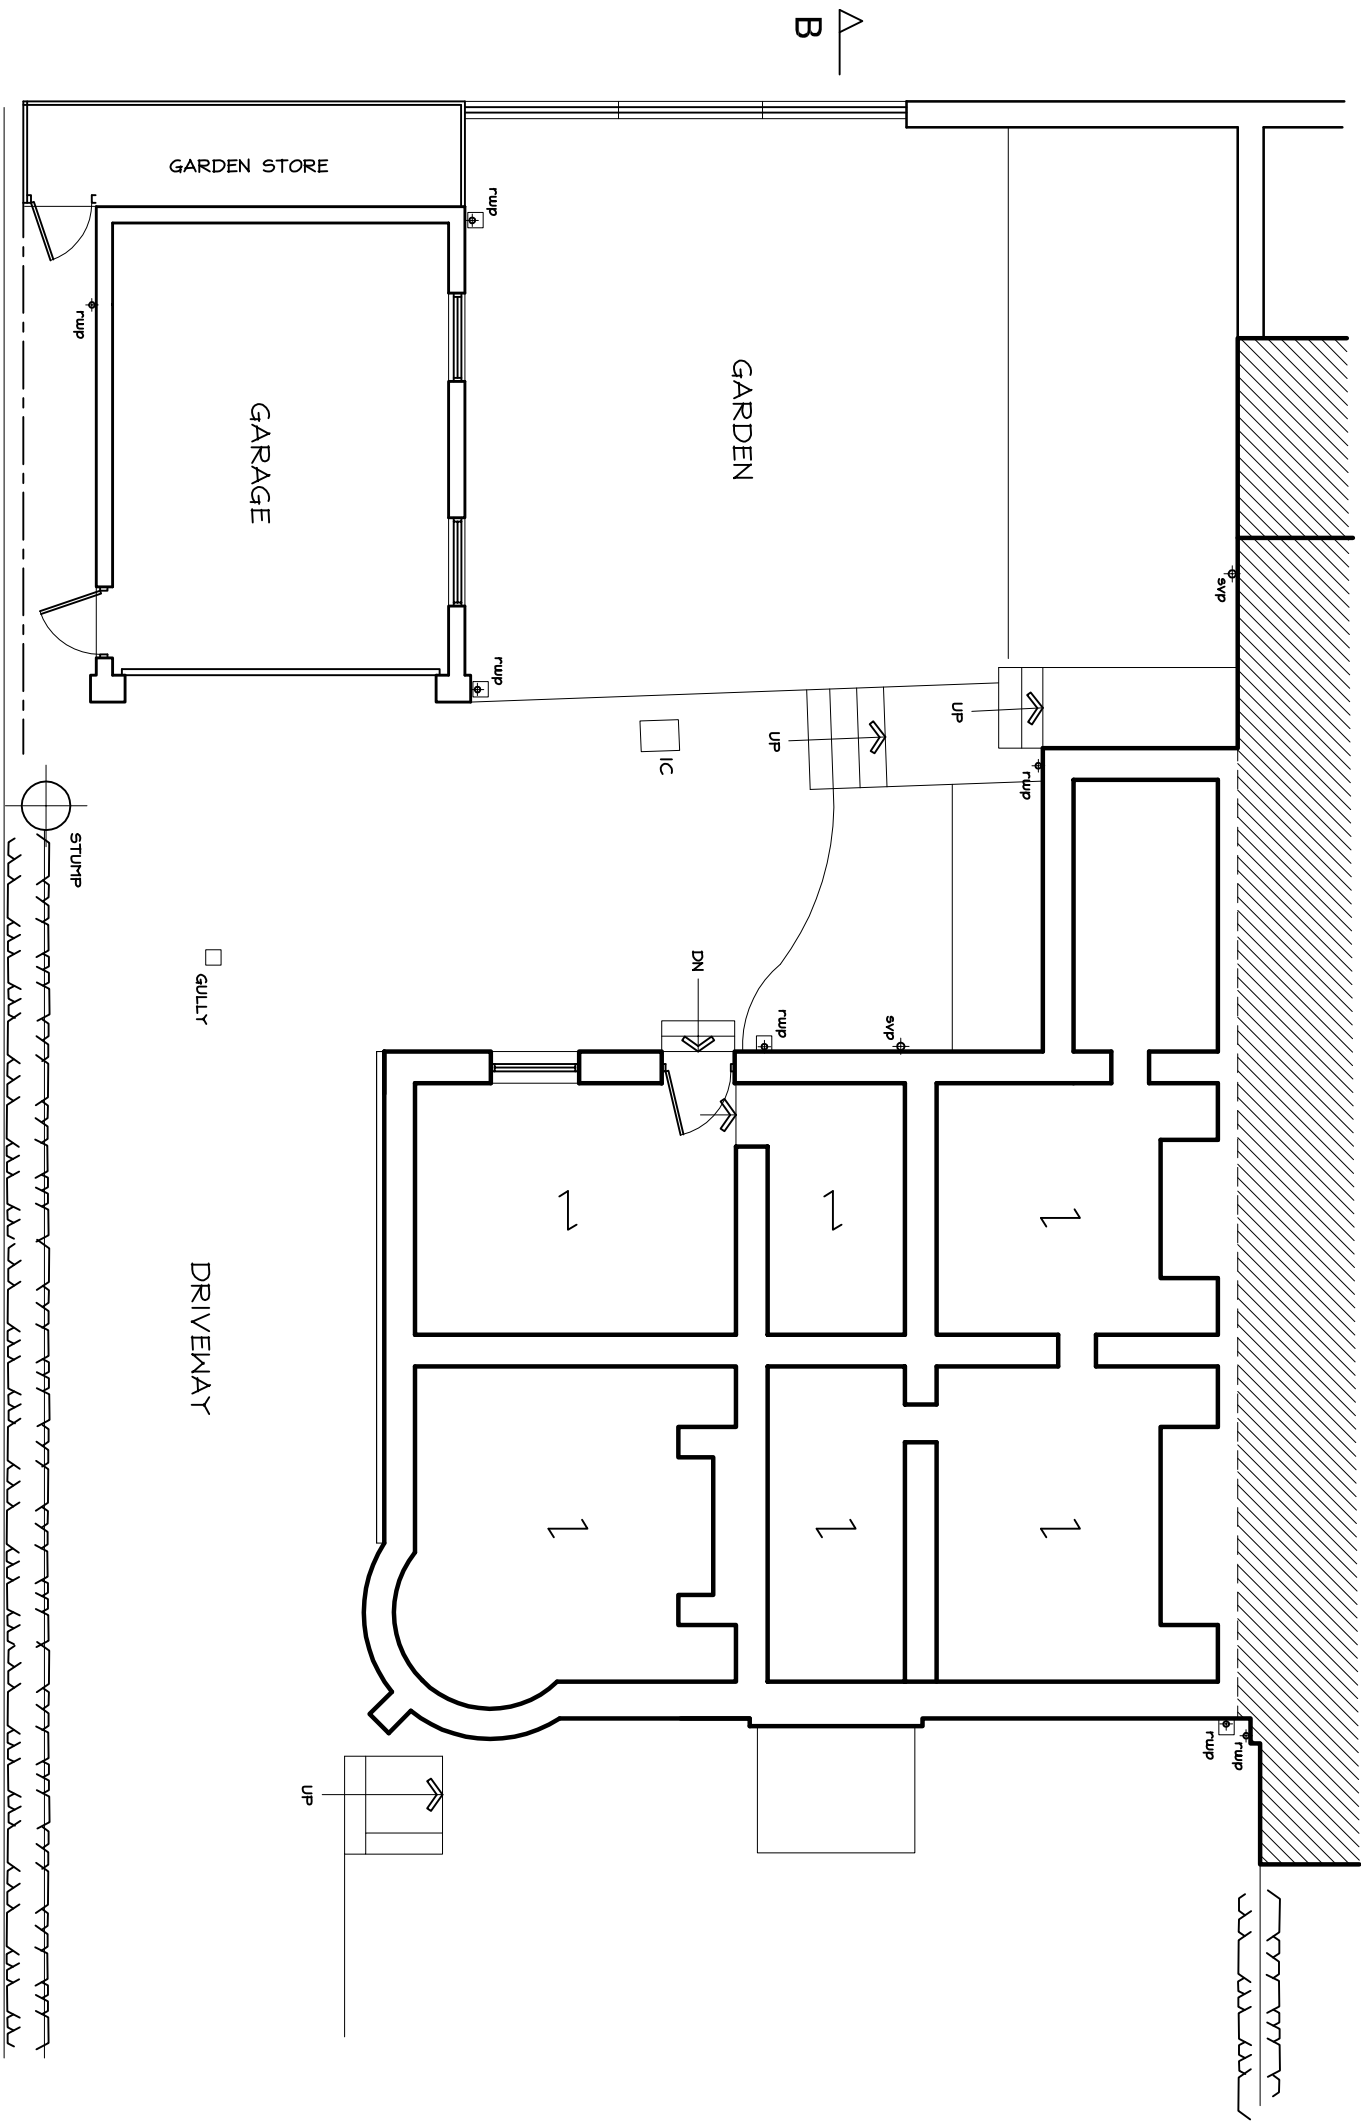 B
GARDEN STORE
rwp
rwp
GARAGE
GARDEN
svp
rwp
UP
UP
IC
rwp
STUMP
DN
GULLY
rwp
svp
DRIVEWAY
rwp
rwp
UP